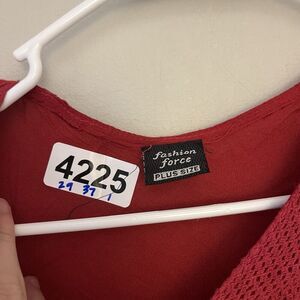 4225
29 37 1
fashion
force
PLUS SIZE